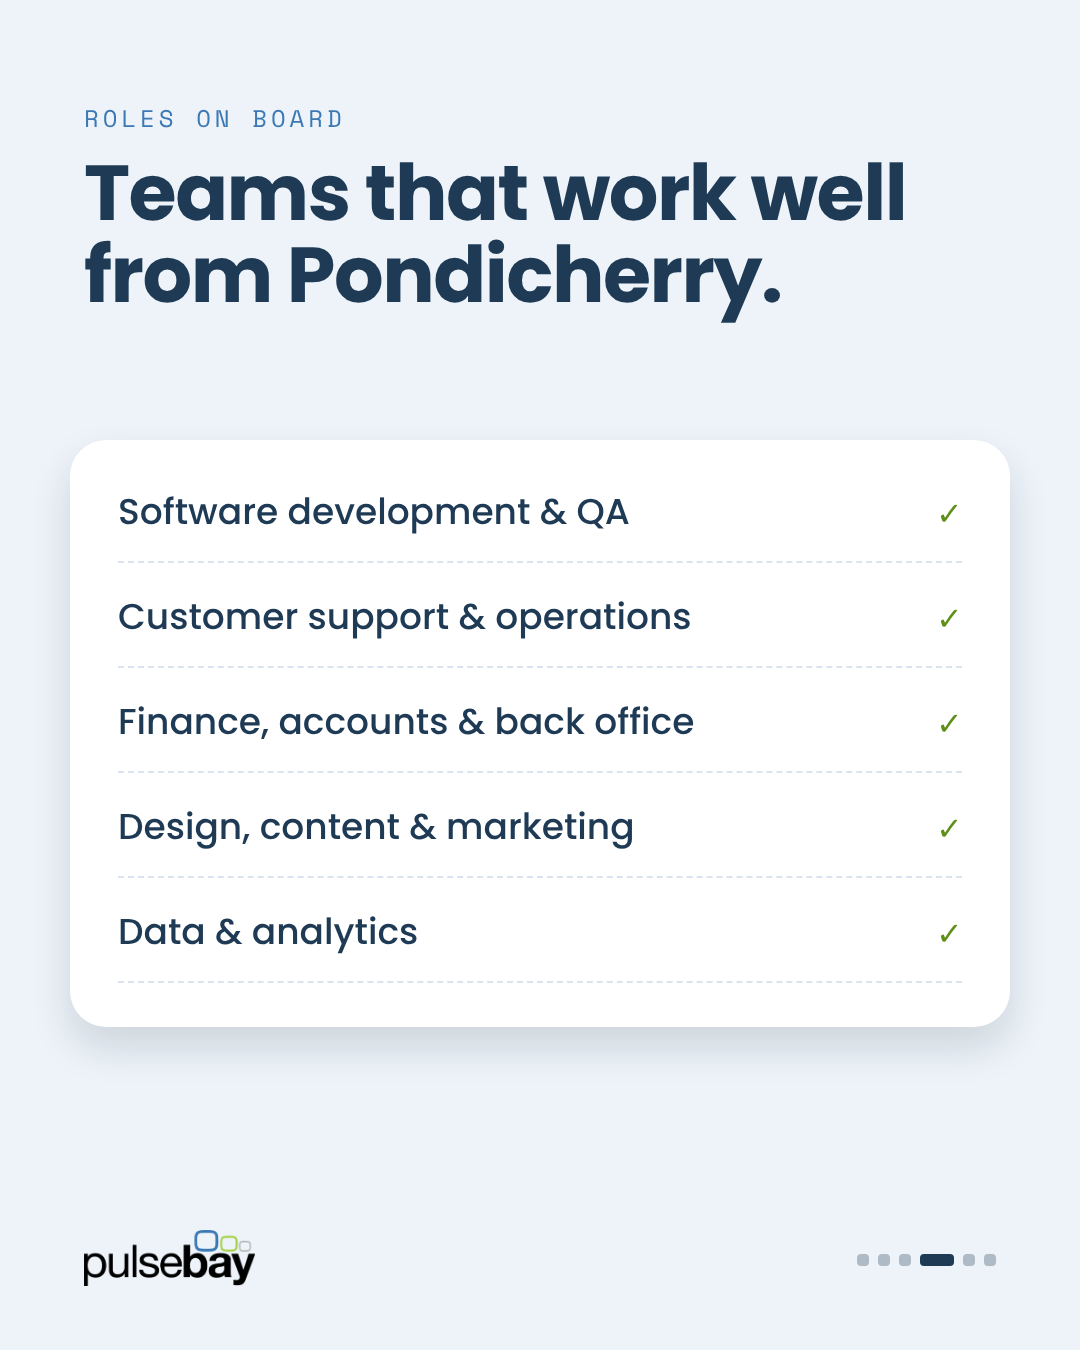 ROLES ON BOARD
Teams that work well
from Pondicherry.
Software development & QA ✓
Customer support & operations ✓
Finance, accounts & back office ✓
Design, content & marketing ✓
Data & analytics ✓
pulsebay